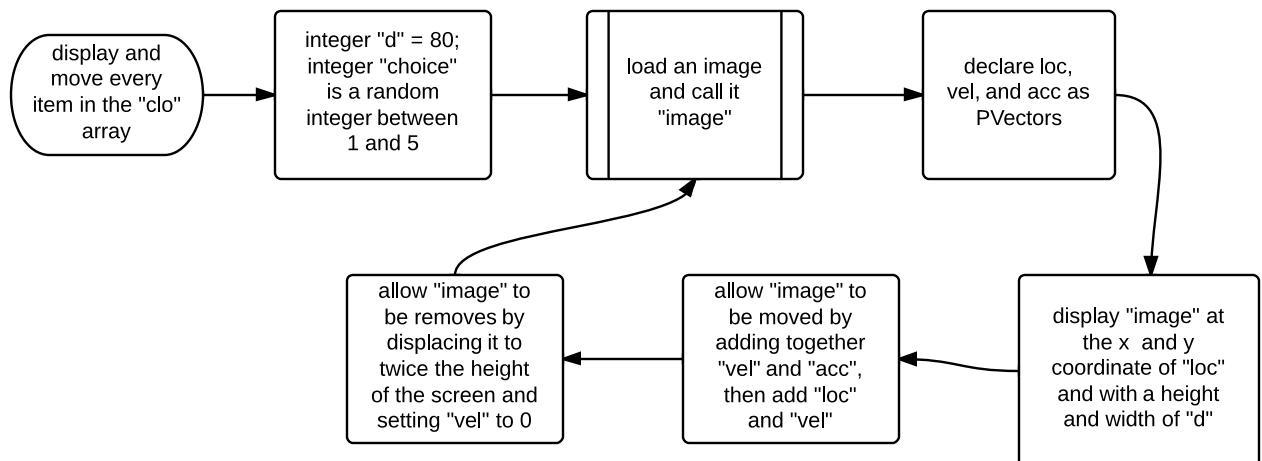 display and
move every
item in the "clo"
array
integer "d" = 80;
integer "choice"
is a random
integer between
1 and 5
load an image
and call it
"image"
declare loc,
vel, and acc as
PVectors
display "image" at
the x and y
coordinate of "loc"
and with a height
and width of "d"
allow "image" to
be moved by
adding together
"vel" and "acc",
then add "loc"
and "vel"
allow "image" to
be removes by
displacing it to
twice the height
of the screen and
setting "vel" to 0